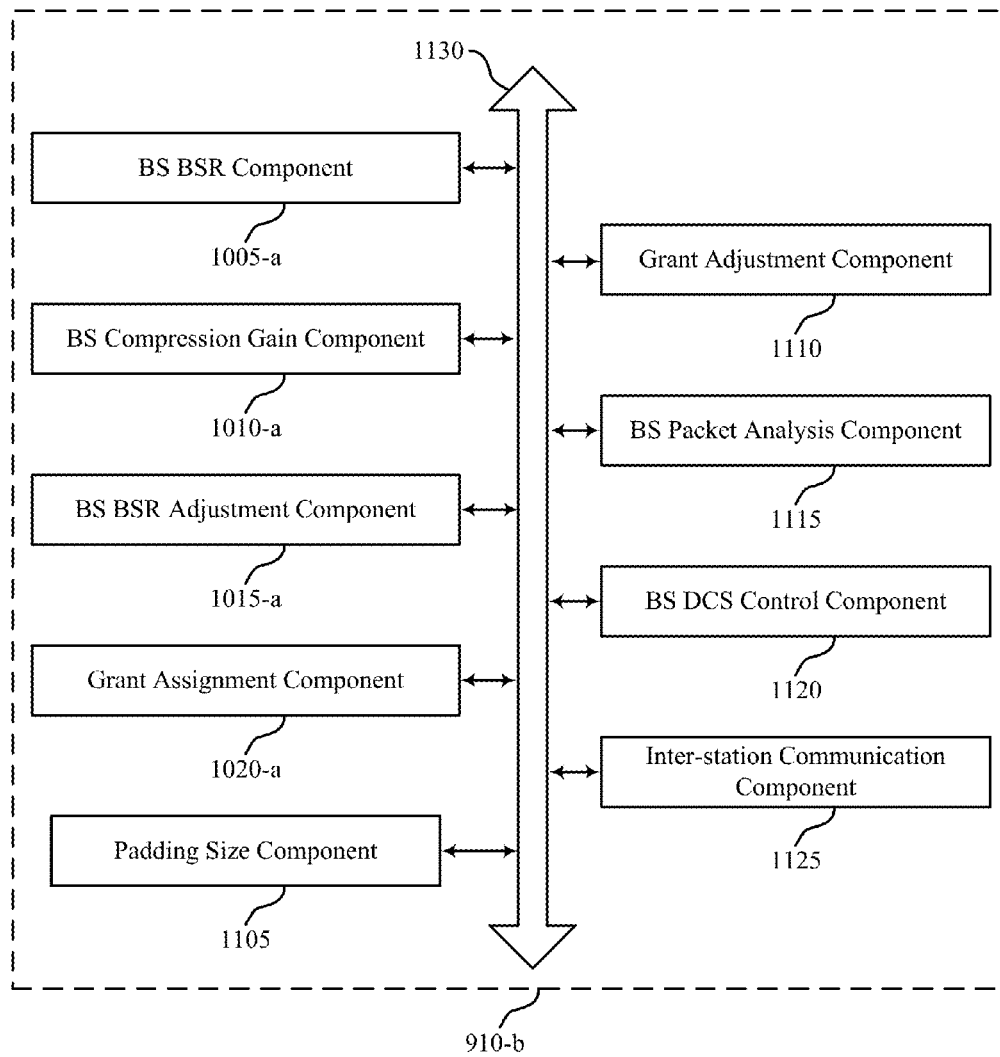 1130
BS BSR Component
1005-a
Grant Adjustment Component
1110
BS Compression Gain Component
1010-a
BS Packet Analysis Component
1115
BS BSR Adjustment Component
1015-a
BS DCS Control Component
1120
Grant Assignment Component
1020-a
Inter-station Communication
Component
1125
Padding Size Component
1105
910-b